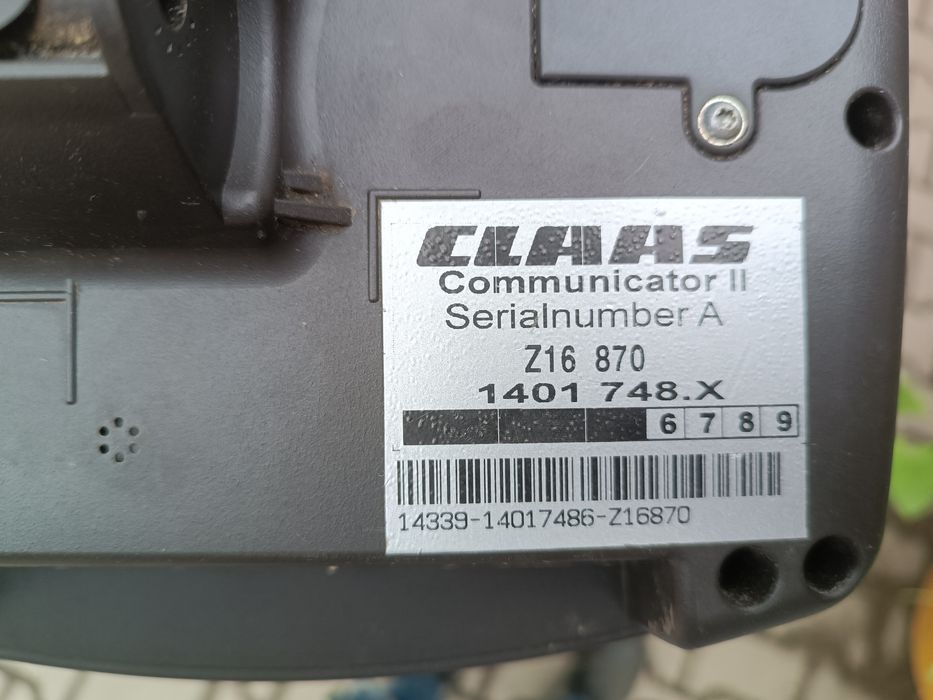 CLAAS
Communicator II
Serialnumber A
Z16 870
1401 748.X
6 7 8 9
14339-14017486-Z16870